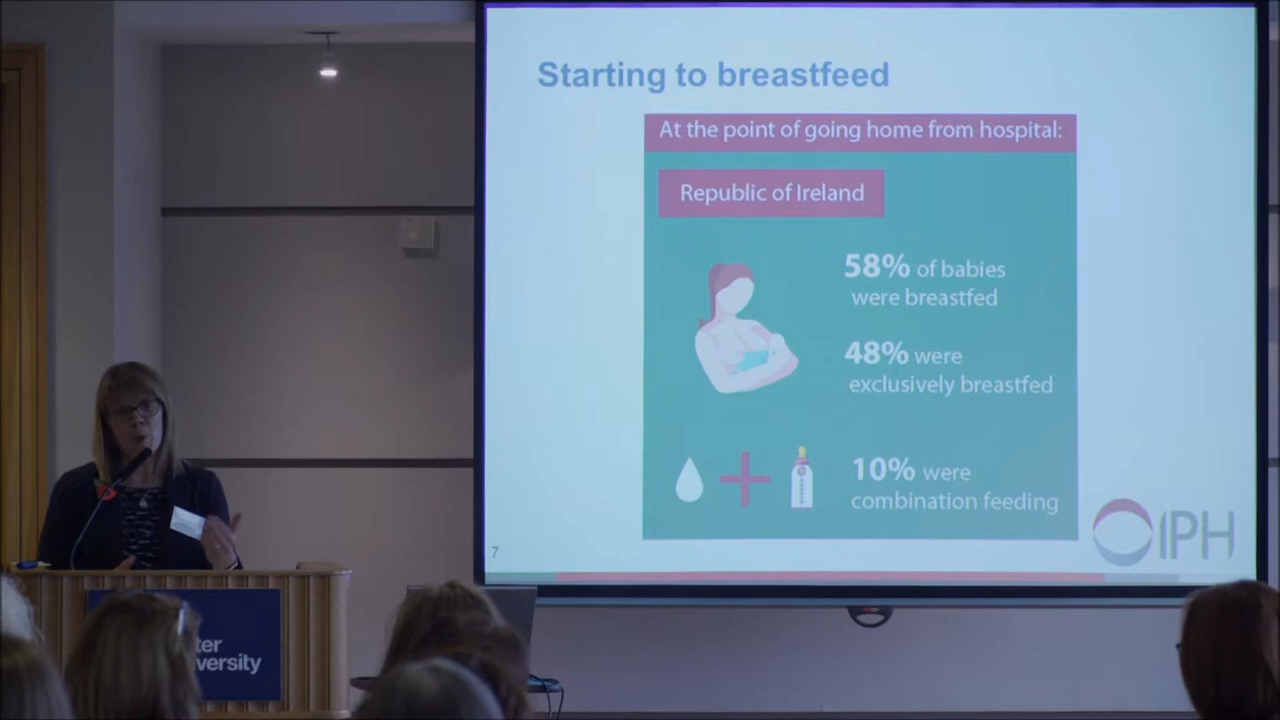 Starting to breastfeed
At the point of going home from hospital:
Republic of Ireland
58% of babies
were breastfed
48% were
exclusively breastfed
10% were
combination feeding
7
IPH
ter
versity